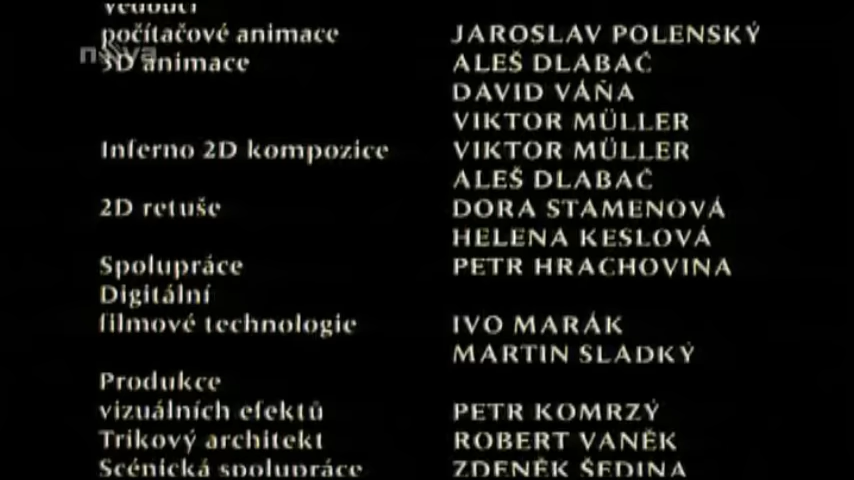 Vedoucí
počítačové animace JAROSLAV POLENSKÝ
nova
3D animace ALEŠ DLABAČ
DAVID VÁŇA
VIKTOR MÜLLER
Inferno 2D kompozice VIKTOR MÜLLER
ALEŠ DLABAČ
2D retuše DORA STAMENOVÁ
HELENA KESLOVÁ
Spolupráce PETR HRACHOVINA
Digitální
filmové technologie IVO MARÁK
MARTIN SLADKÝ
Produkce
vizuálních efektů PETR KOMRZÝ
Trikový architekt ROBERT VANĚK
Scénická spolupráce ZDENĚK ŠEDINA